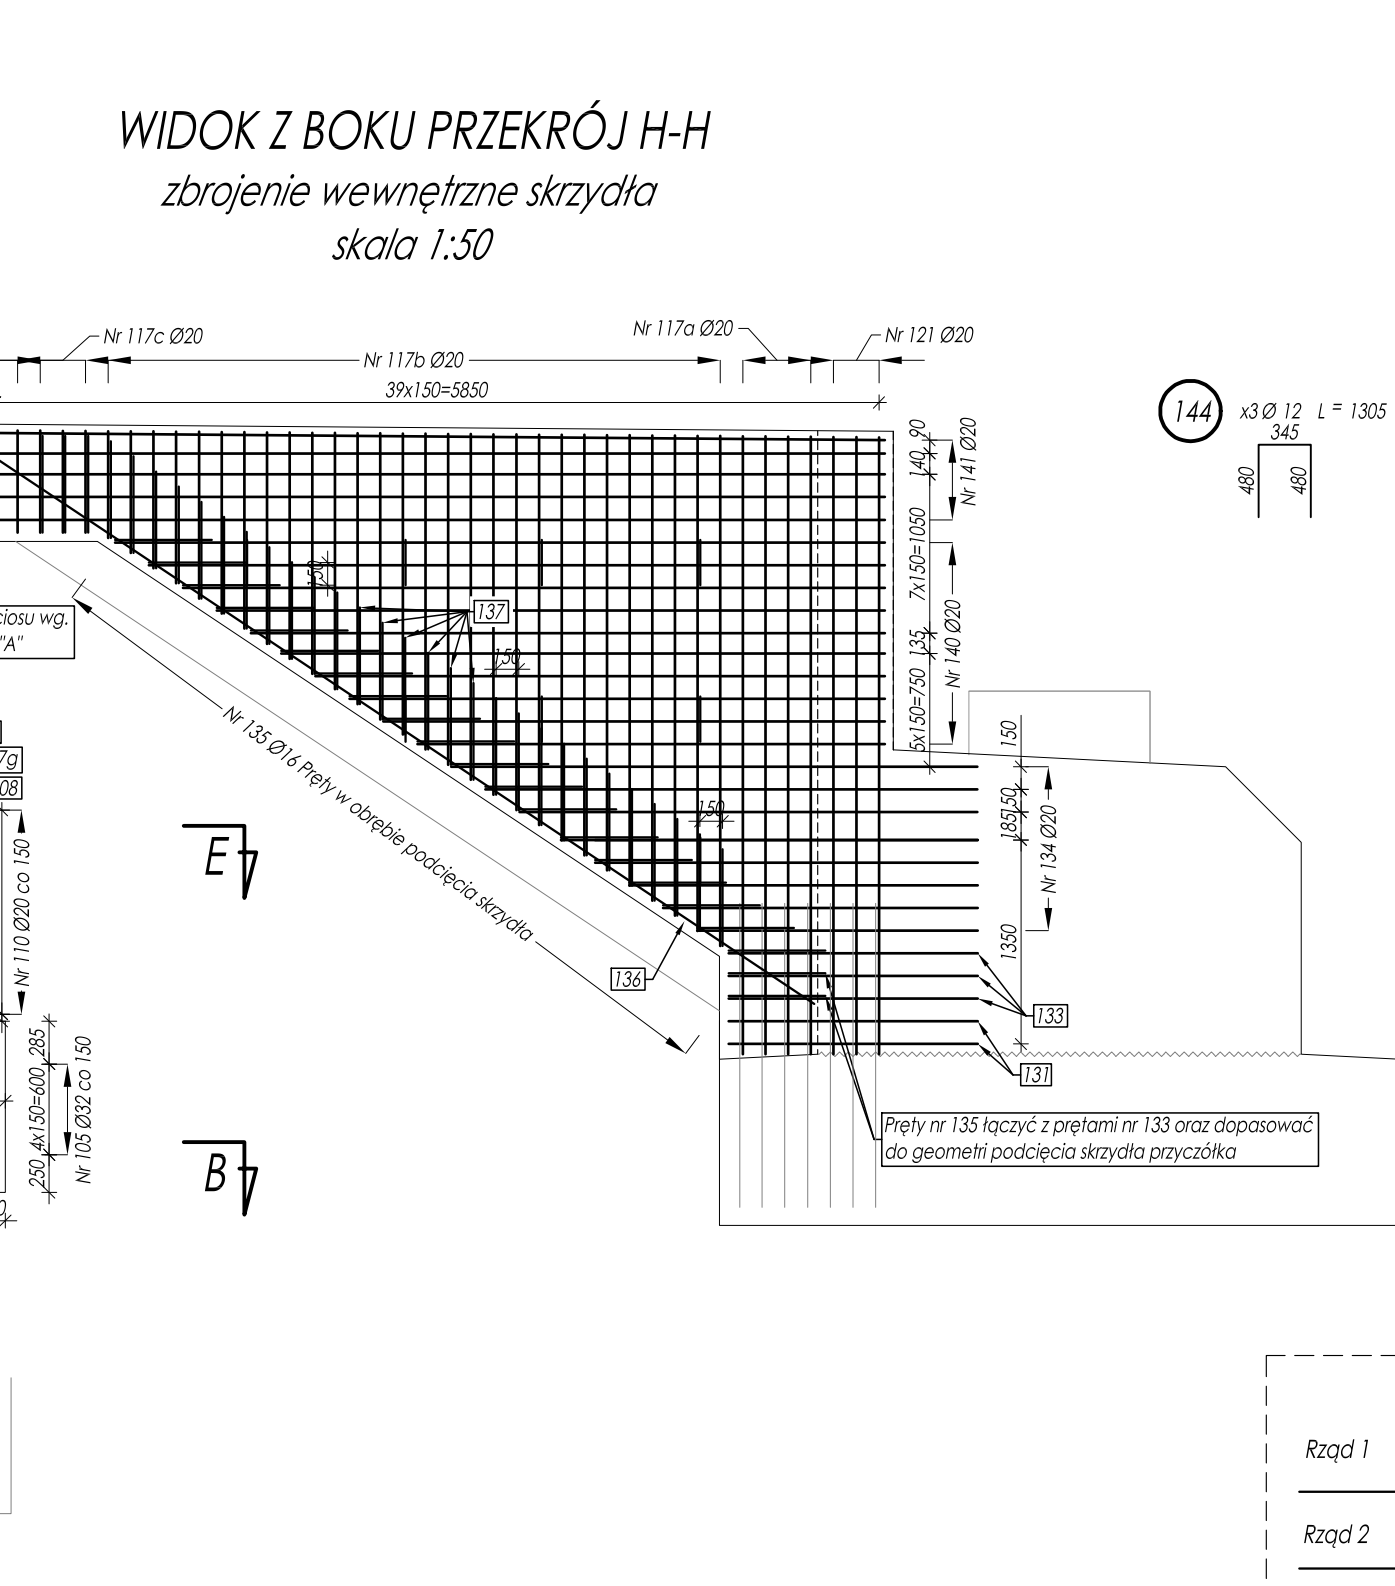 WIDOK Z BOKU PRZEKRÓJ H-H
zbrojenie wewnętrzne skrzydła
skala 1:50
Nr 117c Ø20
Nr 117a Ø20
Nr 121 Ø20
Nr 117b Ø20
39x150=5850
144
x3 Ø 12 L = 1305
345
480
480
90
140
Nr 141 Ø20
7x150=1050
135
5x150=750
Nr 140 Ø20
150
137
150
150
ciosu wg.
"A"
7g
08
Nr 135 Ø16 Pręty w obrębie podcięcia skrzydła
150
150
185
1350
Nr 134 Ø20
E
Nr 110 Ø20 co 150
136
133
131
285
4x150=600
250
Nr 105 Ø32 co 150
B
Pręty nr 135 łączyć z prętami nr 133 oraz dopasować
do geometri podcięcia skrzydła przyczółka
Rząd 1
Rząd 2